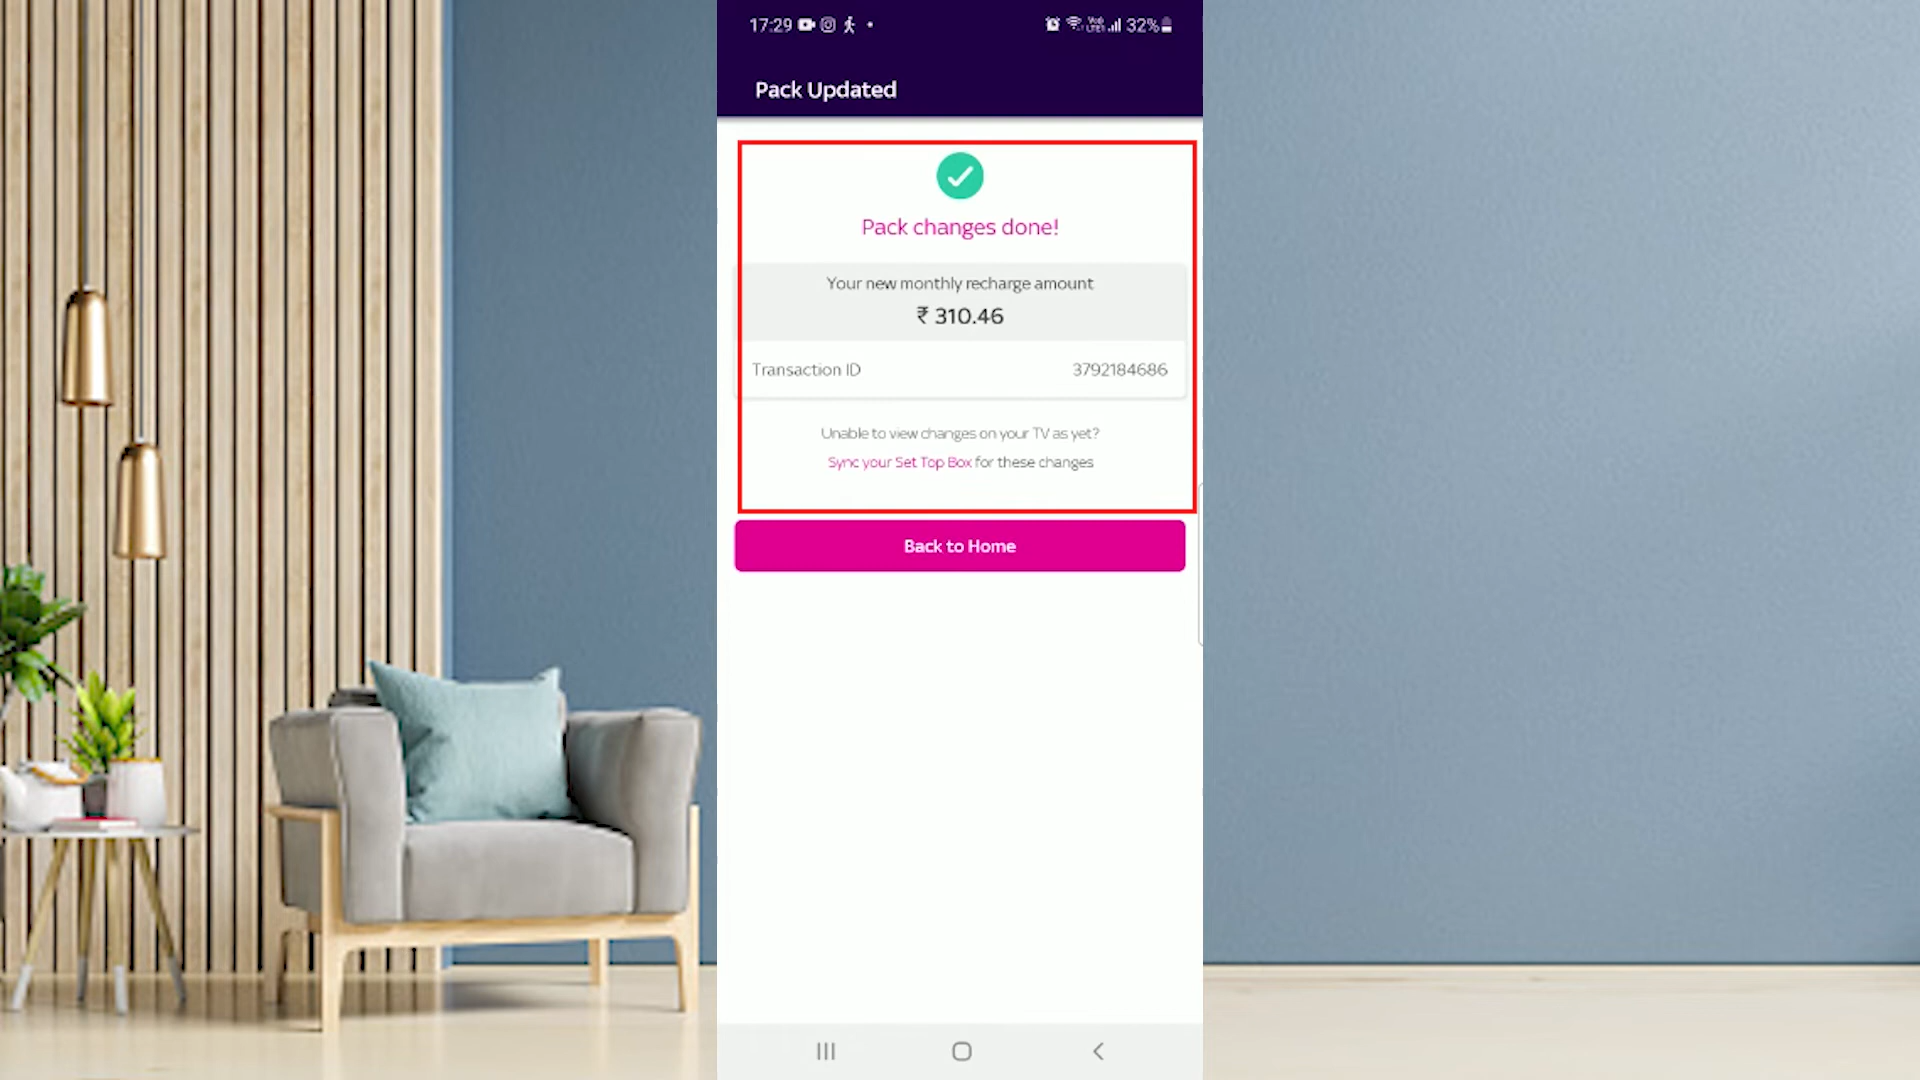 17:29 32%
Pack Updated
Pack changes done!
Your new monthly recharge amount
₹ 310.46
Transaction ID 3792184686
Unable to view changes on your TV as yet?
Sync your Set Top Box for these changes
Back to Home